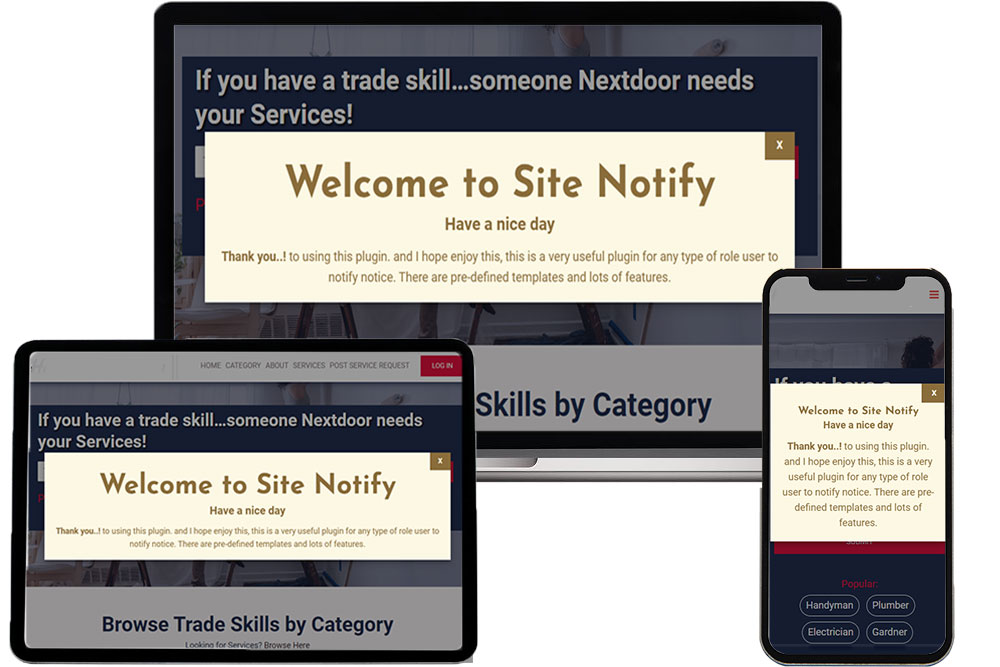 If you have a trade skill...someone Nextdoor needs
your Services!
X
Welcome to Site Notify
Have a nice day
Thank you..! to using this plugin. and I hope enjoy this, this is a very useful plugin for any type of role user to
notify notice. There are pre-defined templates and lots of features.
Skills by Category
HOME CATEGORY ABOUT SERVICES POST SERVICE REQUEST LOG IN
If you have a trade skill...someone Nextdoor needs
your Services!
X
Welcome to Site Notify
Have a nice day
Thank you..! to using this plugin. and I hope enjoy this, this is a very useful plugin for any type of role user to
notify notice. There are pre-defined templates and lots of features.
Browse Trade Skills by Category
Looking for Services? Browse Here
If you have a
X
Welcome to Site Notify
Have a nice day
Thank you..! to using this plugin.
and I hope enjoy this, this is a very
useful plugin for any type of role
user to notify notice. There are pre-
defined templates and lots of
features.
Popular:
Handyman Plumber
Electrician Gardner